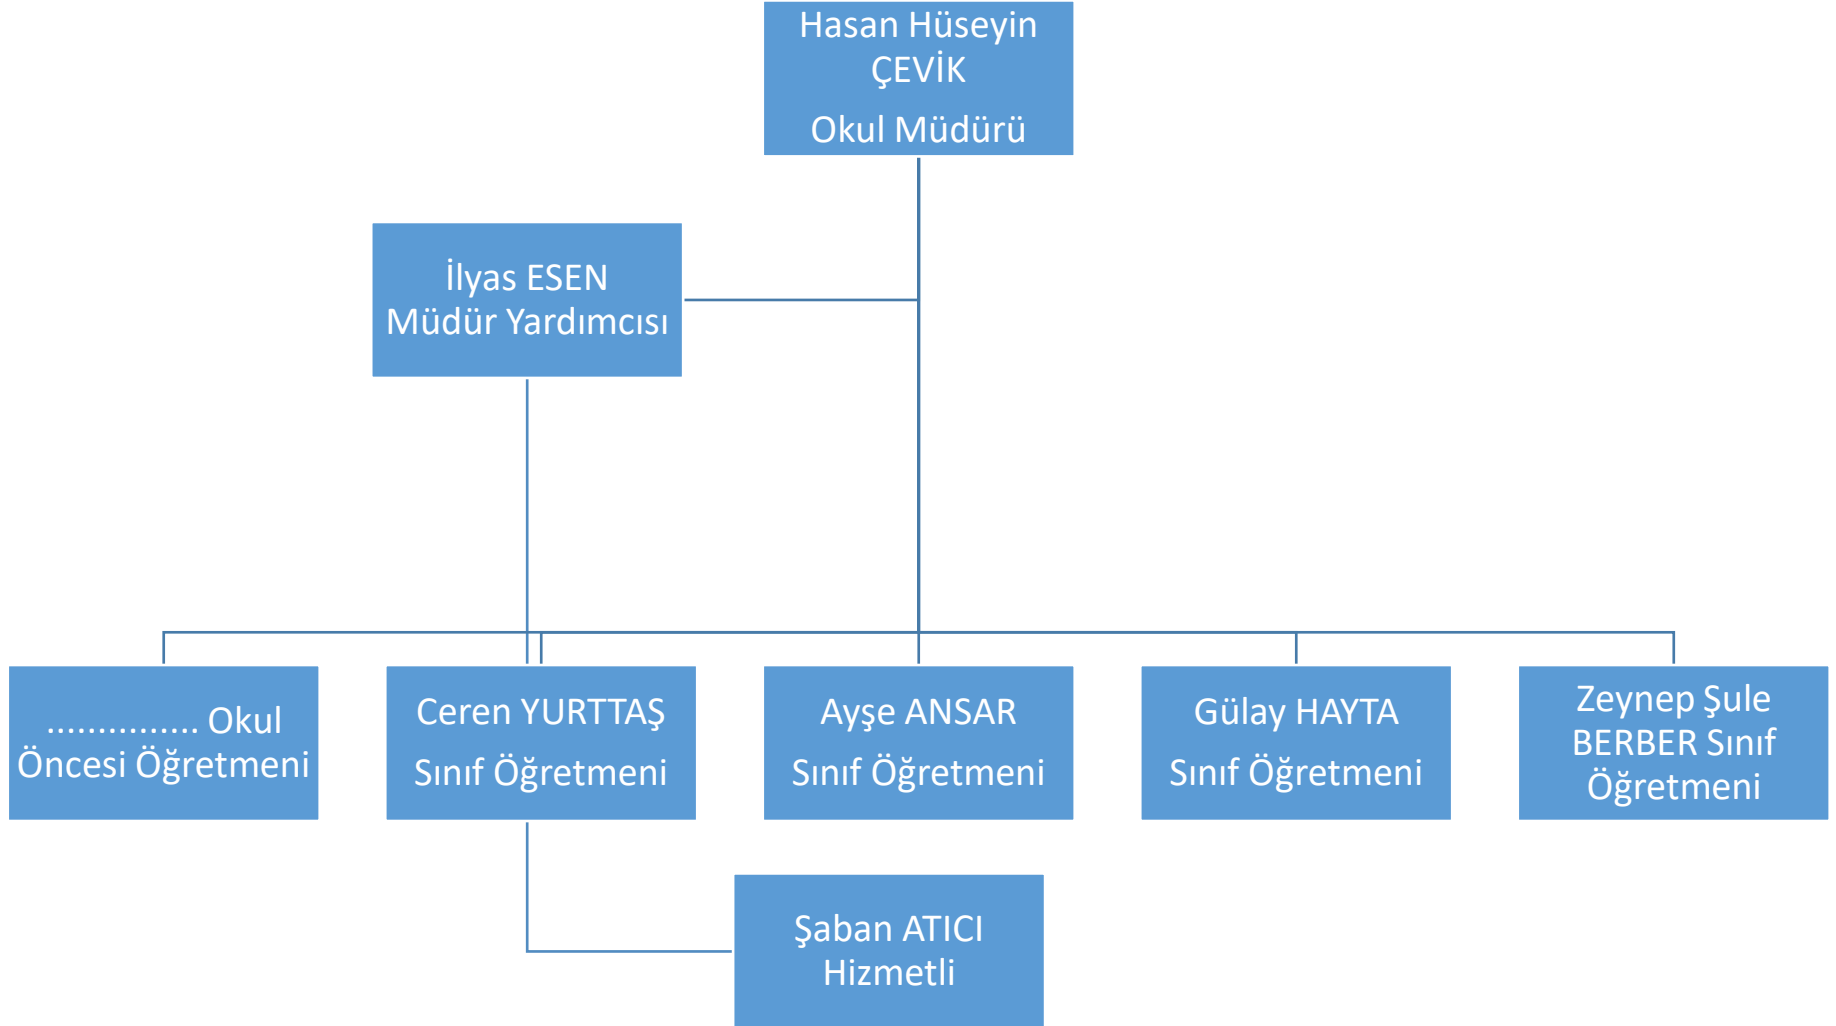 Hasan Hüseyin
ÇEVİK
Okul Müdürü
İlyas ESEN
Müdür Yardımcısı
............... Okul
Öncesi Öğretmeni
Ceren YURTTAŞ
Sınıf Öğretmeni
Ayşe ANSAR
Sınıf Öğretmeni
Gülay HAYTA
Sınıf Öğretmeni
Zeynep Şule
BERBER Sınıf
Öğretmeni
Şaban ATICI
Hizmetli